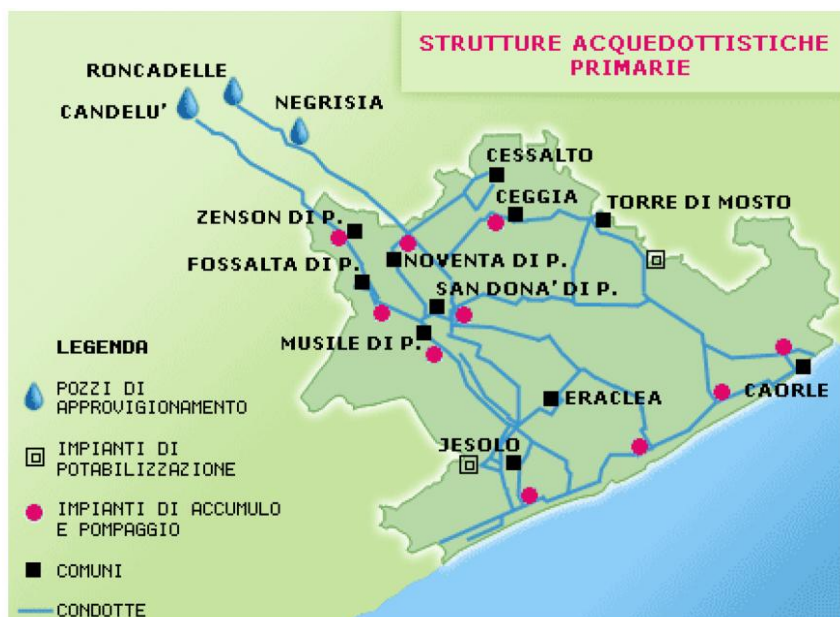 STRUTTURE ACQUEDOTTISTICHE
PRIMARIE
RONCADELLE
CANDELU'
NEGRISIA
CESSALTO
CEGGIA
TORRE DI MOSTO
ZENSON DI P.
NOVENTA DI P.
FOSSALTA DI P.
SAN DONA' DI P.
MUSILE DI P.
ERACLEA
CAORLE
JESOLO
LEGENDA
POZZI DI
APPROVIGIONAMENTO
IMPIANTI DI
POTABILIZZAZIONE
IMPIANTI DI ACCUMULO
E POMPAGGIO
COMUNI
CONDOTTE